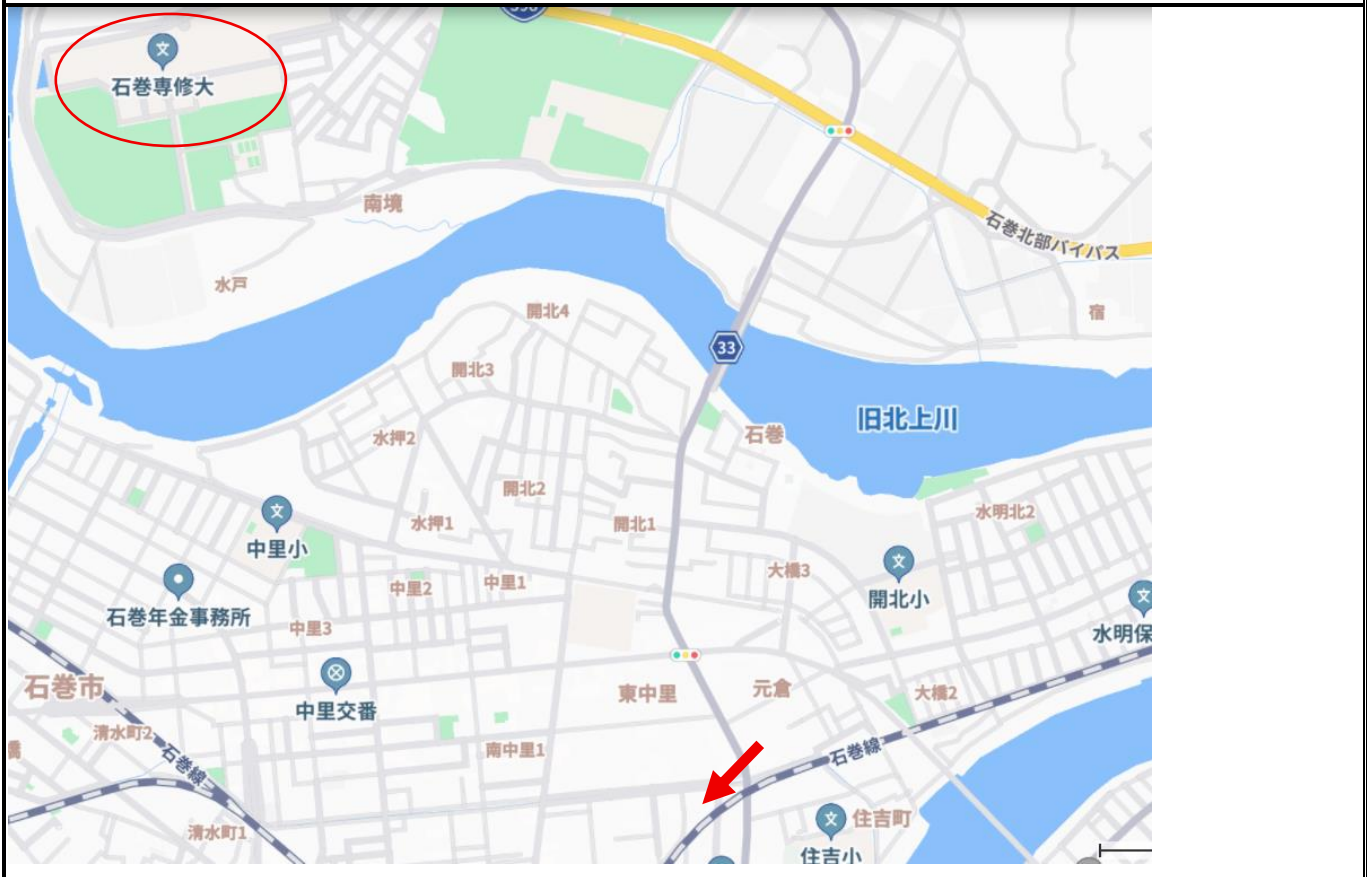 398
石巻専修大
南境
石巻北部バイパス
水戸
開北4
宿
33
開北3
旧北上川
水押2
石巻
開北2
水明北2
水押1
開北1
中里小
大橋3
中里2
中里1
開北小
石巻年金事務所
中里3
水明保
石巻市
東中里
元倉
大橋2
中里交番
清水町2
南中里1
石巻線
石巻線
住吉町
清水町1
住吉小